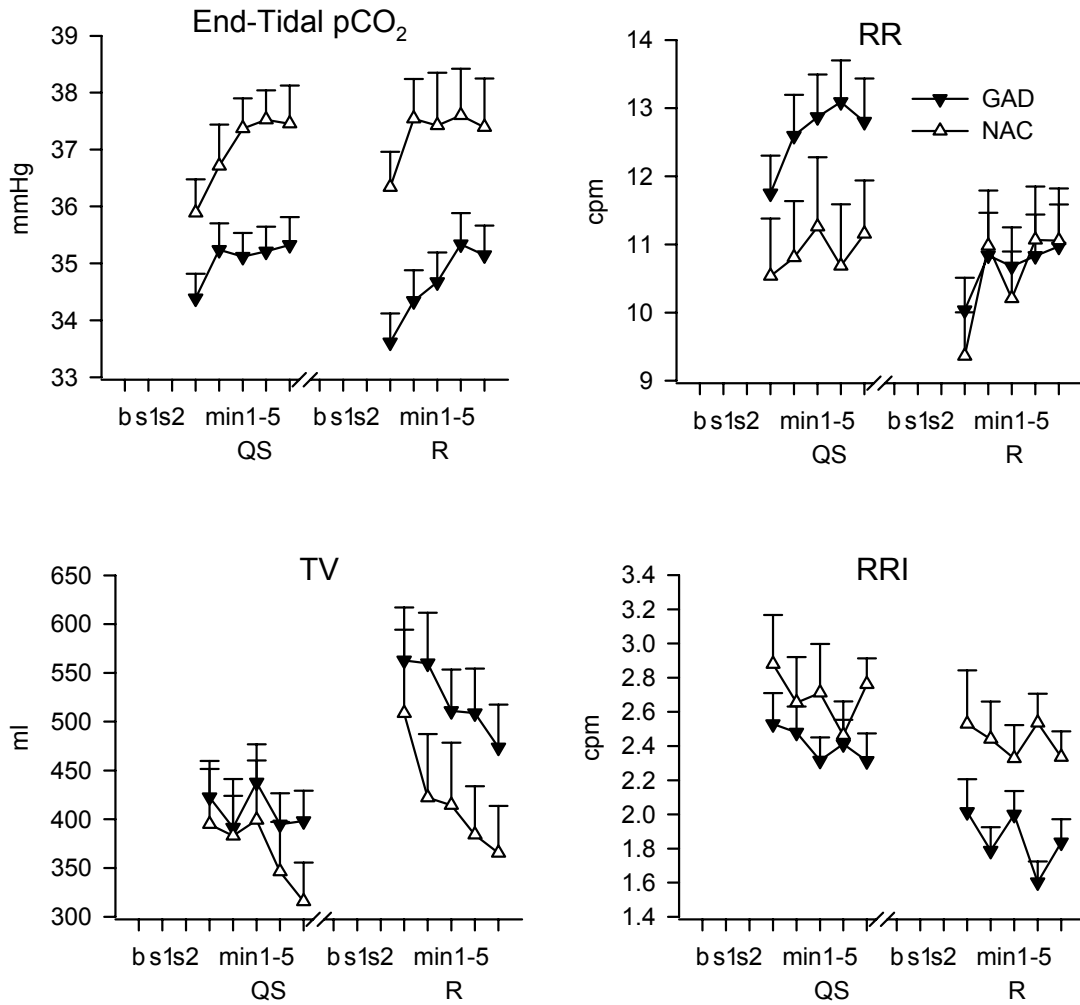 End-Tidal pCO₂
39
38
37
36
35
34
33
mmHg
b s1s2 min1-5 b s1s2 min1-5
QS R
RR
14
13
12
11
10
9
cpm
GAD
NAC
b s1s2 min1-5 b s1s2 min1-5
QS R
TV
650
600
550
500
450
400
350
300
ml
b s1s2 min1-5 b s1s2 min1-5
QS R
RRI
3.4
3.2
3.0
2.8
2.6
2.4
2.2
2.0
1.8
1.6
1.4
cpm
b s1s2 min1-5 b s1s2 min1-5
QS R